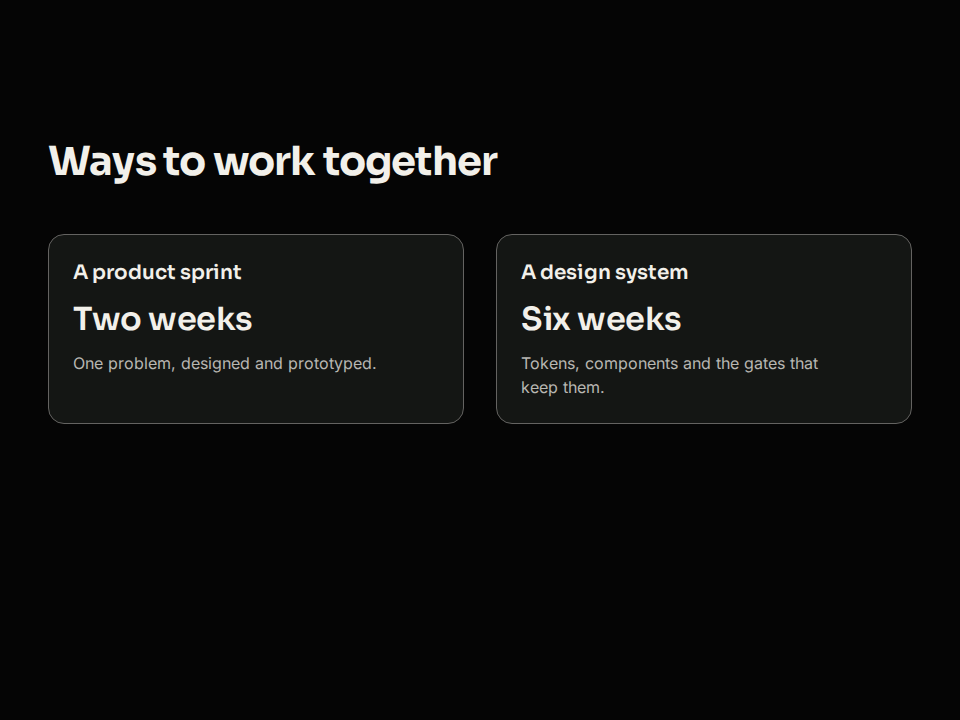 Ways to work together
A product sprint
Two weeks
One problem, designed and prototyped.
A design system
Six weeks
Tokens, components and the gates that
keep them.